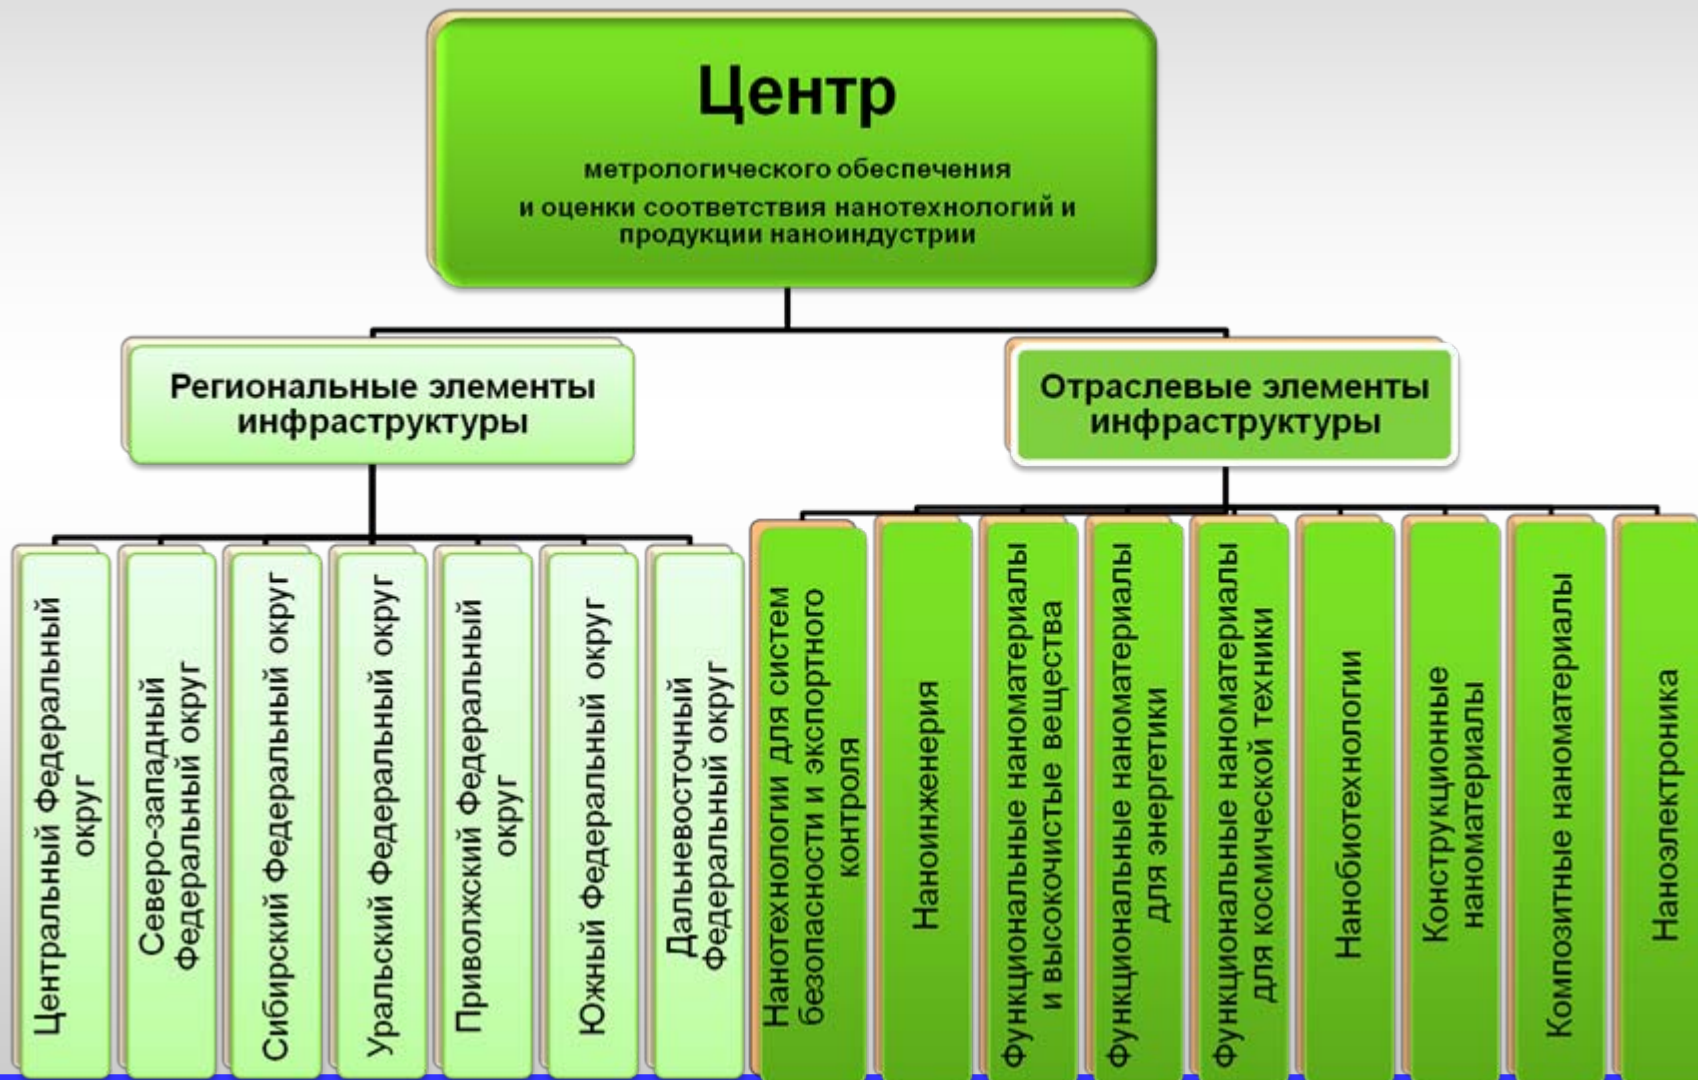 Центр
метрологического обеспечения
и оценки соответствия нанотехнологий и
продукции наноиндустрии
Региональные элементы
инфраструктуры
Отраслевые элементы
инфраструктуры
Центральный Федеральный
округ
Северо-западный
Федеральный округ
Сибирский Федеральный округ
Уральский Федеральный округ
Приволжский Федеральный
округ
Южный Федеральный округ
Дальневосточный
Федеральный округ
Нанотехнологии для систем
безопасности и экспортного
контроля
Наноинженерия
Функциональные наноматериалы
и высокочистые вещества
Функциональные наноматериалы
для энергетики
Функциональные наноматериалы
для космической техники
Нанобиотехнологии
Конструкционные
наноматериалы
Композитные наноматериалы
Наноэлектроника